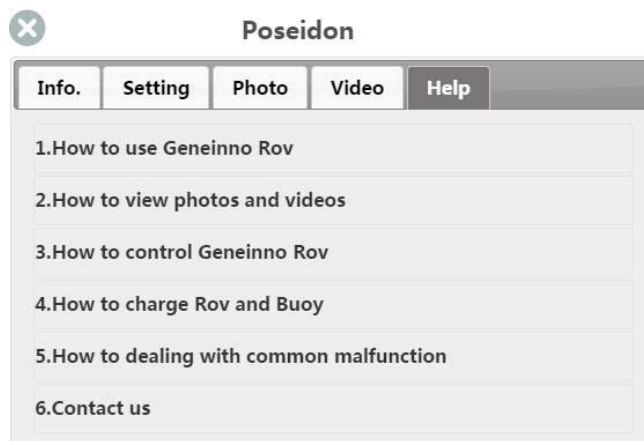 Poseidon
Info. Setting Photo Video Help
1.How to use Geneinno Rov
2.How to view photos and videos
3.How to control Geneinno Rov
4.How to charge Rov and Buoy
5.How to dealing with common malfunction
6.Contact us